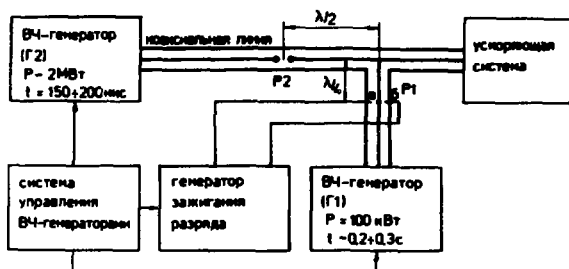 ВЧ-генератор
(Г2)
Р - 2МВт
t = 150÷200мкс
коаксиальная линия
λ/2
Р2
λ/4
Р1
ускоряющая
система
система
управления
ВЧ-генераторами
генератор
зажигания
разряда
ВЧ-генератор
(Г1)
Р = 100 кВт
t ~0,2÷0,3с